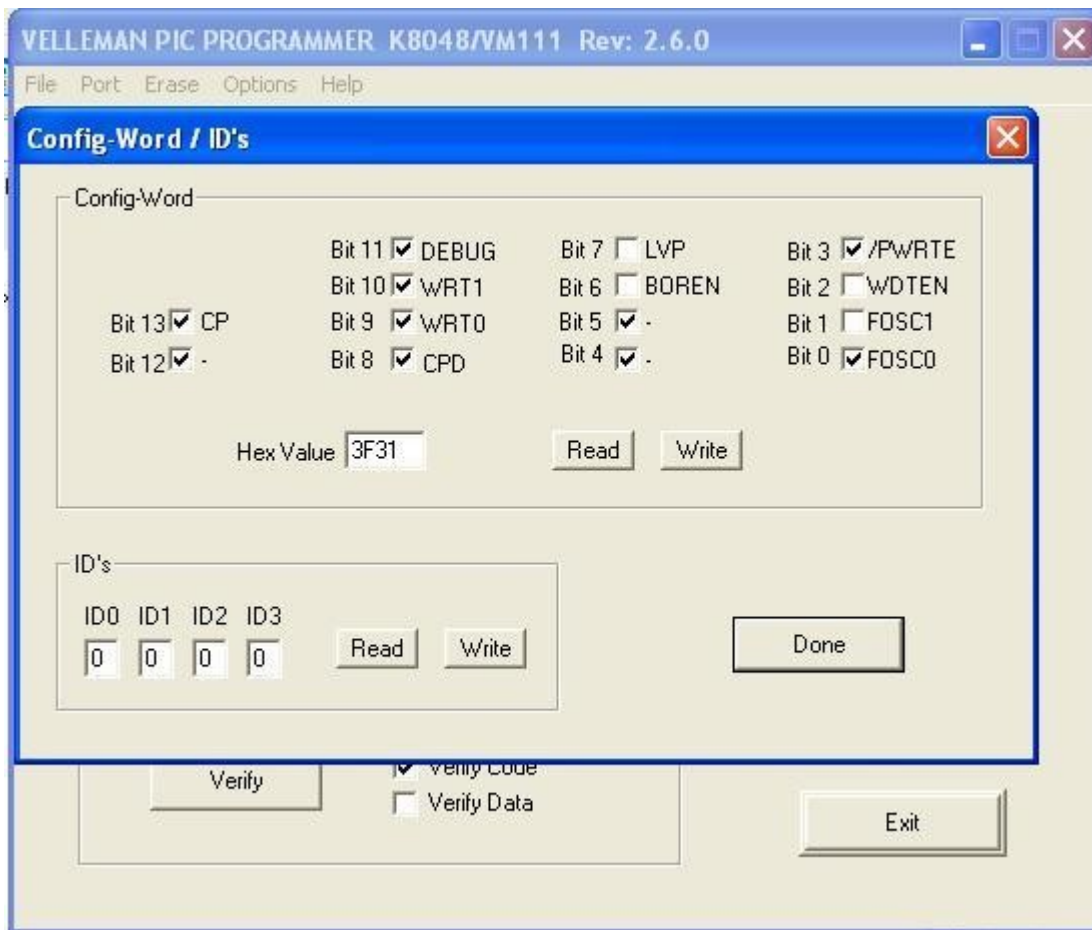 VELLEMAN PIC PROGRAMMER K8048/VM111 Rev: 2.6.0
File Port Erase Options Help
Config-Word / ID's
Config-Word
Bit 11 DEBUG Bit 7 LVP Bit 3 /PWRTE
Bit 10 WRT1 Bit 6 BOREN Bit 2 WDTEN
Bit 13 CP Bit 9 WRT0 Bit 5 - Bit 1 FOSC1
Bit 12 - Bit 8 CPD Bit 4 - Bit 0 FOSC0
Hex Value 3F31 Read Write
ID's
ID0 ID1 ID2 ID3
0 0 0 0 Read Write Done
Verify Verify Code
Verify Data Exit